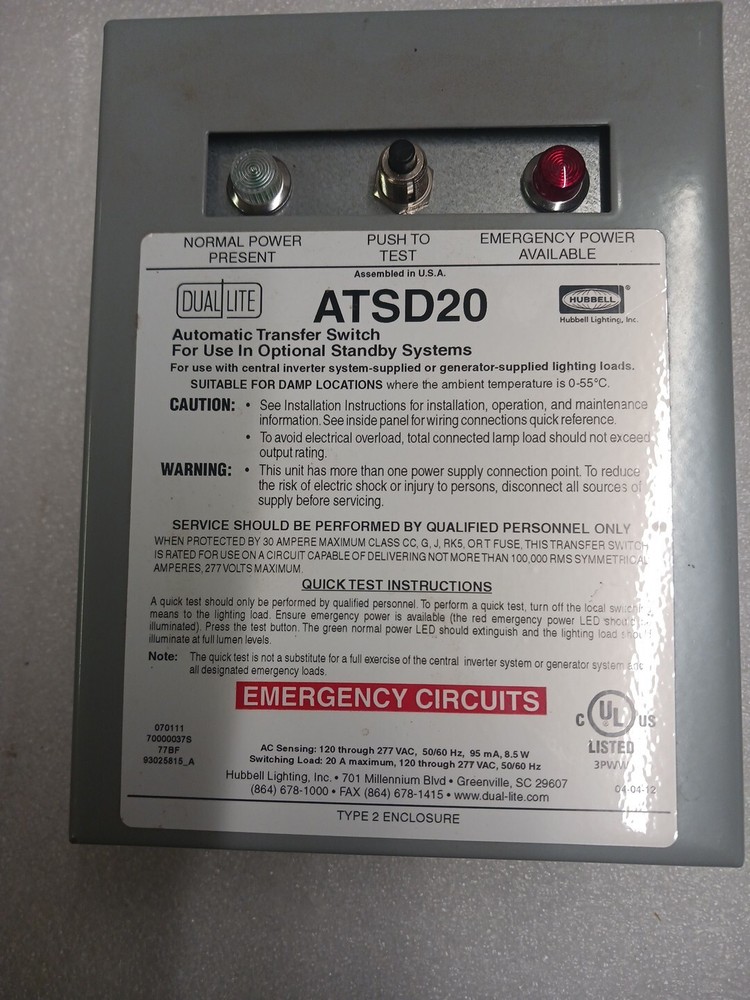 NORMAL POWER PRESENT
PUSH TO TEST
EMERGENCY POWER AVAILABLE
Assembled in U.S.A.
DUAL LITE
ATSD20
HUBBELL
®
Hubbell Lighting, Inc.
Automatic Transfer Switch
For Use In Optional Standby Systems
For use with central inverter system-supplied or generator-supplied lighting loads.
SUITABLE FOR DAMP LOCATIONS where the ambient temperature is 0-55°C.
CAUTION: • See Installation Instructions for installation, operation, and maintenance
information. See inside panel for wiring connections quick reference.
• To avoid electrical overload, total connected lamp load should not exceed
output rating.
WARNING: • This unit has more than one power supply connection point. To reduce
the risk of electric shock or injury to persons, disconnect all sources of
supply before servicing.
SERVICE SHOULD BE PERFORMED BY QUALIFIED PERSONNEL ONLY
WHEN PROTECTED BY 30 AMPERE MAXIMUM CLASS CC, G, J, RK5, OR T FUSE, THIS TRANSFER SWITCH
IS RATED FOR USE ON A CIRCUIT CAPABLE OF DELIVERING NOT MORE THAN 100,000 RMS SYMMETRICAL
AMPERES, 277 VOLTS MAXIMUM.
QUICK TEST INSTRUCTIONS
A quick test should only be performed by qualified personnel. To perform a quick test, turn off the local switching
means to the lighting load. Ensure emergency power is available (the red emergency power LED should be
illuminated). Press the test button. The green normal power LED should extinguish and the lighting load should
illuminate at full lumen levels.
Note: The quick test is not a substitute for a full exercise of the central inverter system or generator system and
all designated emergency loads.
EMERGENCY CIRCUITS
070111
70000037S
77BF
93025815_A
AC Sensing: 120 through 277 VAC, 50/60 Hz, 95 mA, 8.5 W
Switching Load: 20 A maximum, 120 through 277 VAC, 50/60 Hz
Hubbell Lighting, Inc. • 701 Millennium Blvd • Greenville, SC 29607
(864) 678-1000 • FAX (864) 678-1415 • www.dual-lite.com
C UL US
LISTED
3PWW
04-04-12
TYPE 2 ENCLOSURE